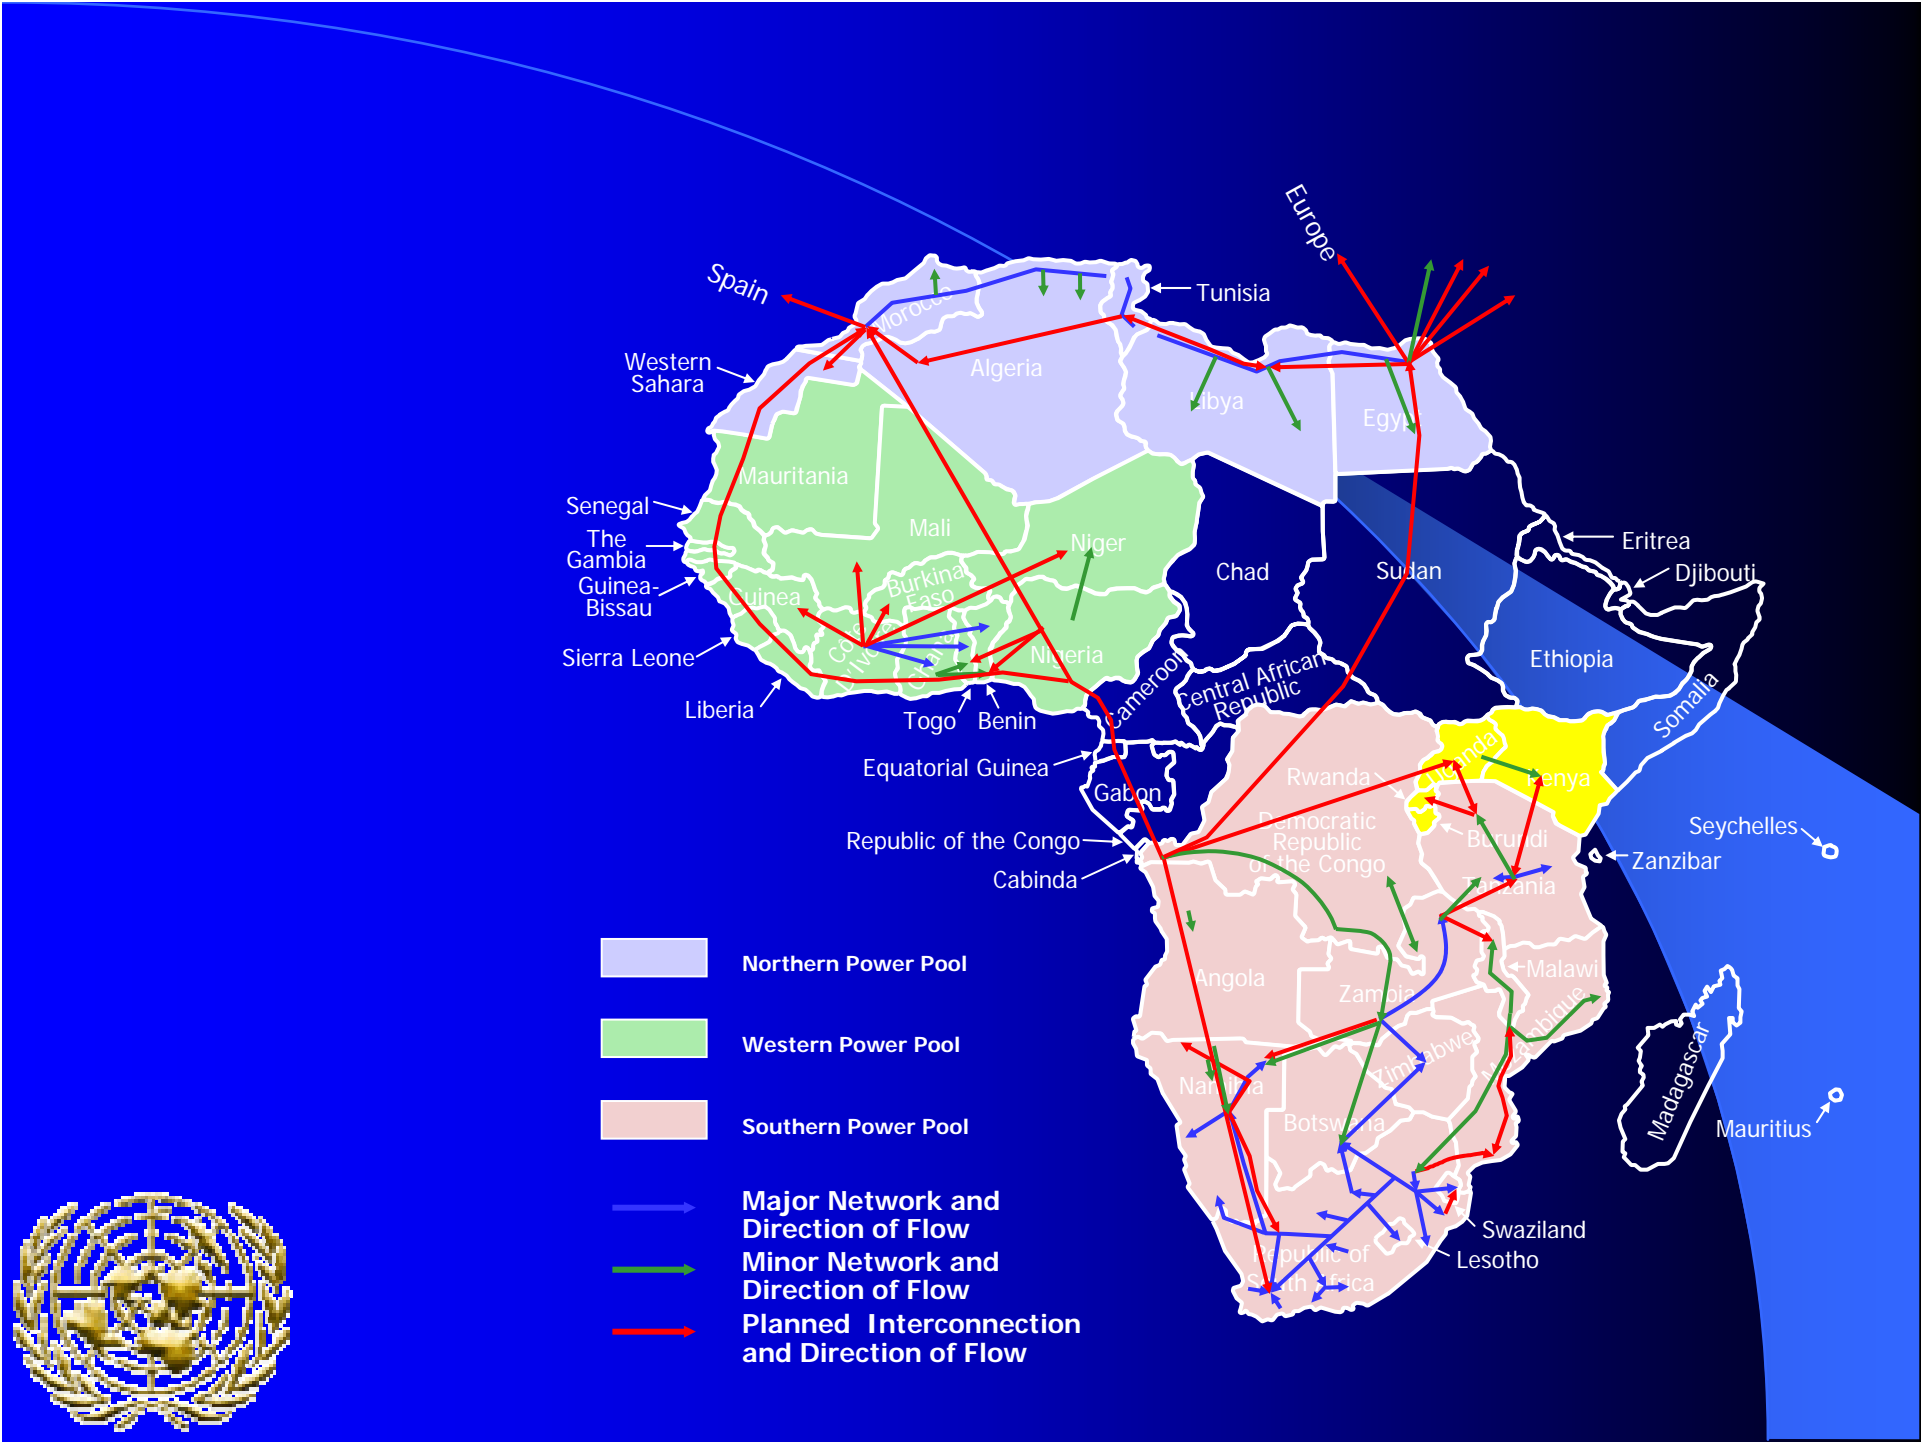 Europe
Spain
Tunisia
Morocco
Western
Sahara
Algeria
Libya
Egypt
Mauritania
Senegal
Mali
The
Gambia
Niger
Eritrea
Chad
Sudan
Djibouti
Guinea-
Bissau
Guinea
Burkina
Faso
Côte
D'Ivoire
Ghana
Nigeria
Sierra Leone
Ethiopia
Cameroon
Central African
Republic
Somalia
Liberia
Togo
Benin
Equatorial Guinea
Uganda
Rwanda
Kenya
Gabon
Democratic
Republic
of the Congo
Republic of the Congo
Burundi
Seychelles
Zanzibar
Cabinda
Tanzania
Angola
Malawi
Zambia
Mozambique
Zimbabwe
Namibia
Botswana
Madagascar
Mauritius
Swaziland
Lesotho
Republic of
South Africa
Northern Power Pool
Western Power Pool
Southern Power Pool
Major Network and
Direction of Flow
Minor Network and
Direction of Flow
Planned Interconnection
and Direction of Flow